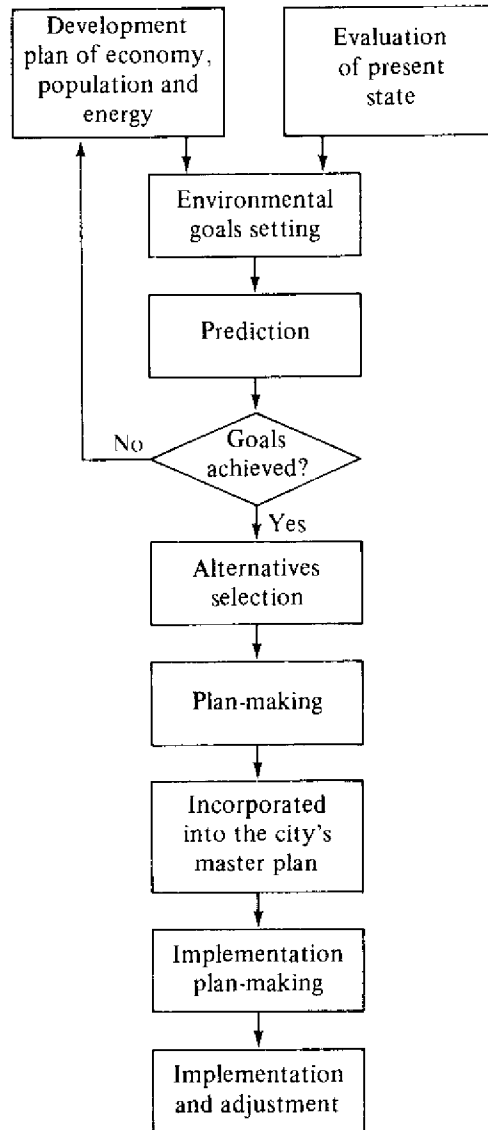 Development
plan of economy,
population and
energy
Evaluation
of present
state
Environmental
goals setting
Prediction
No
Goals
achieved?
Yes
Alternatives
selection
Plan-making
Incorporated
into the city's
master plan
Implementation
plan-making
Implementation
and adjustment